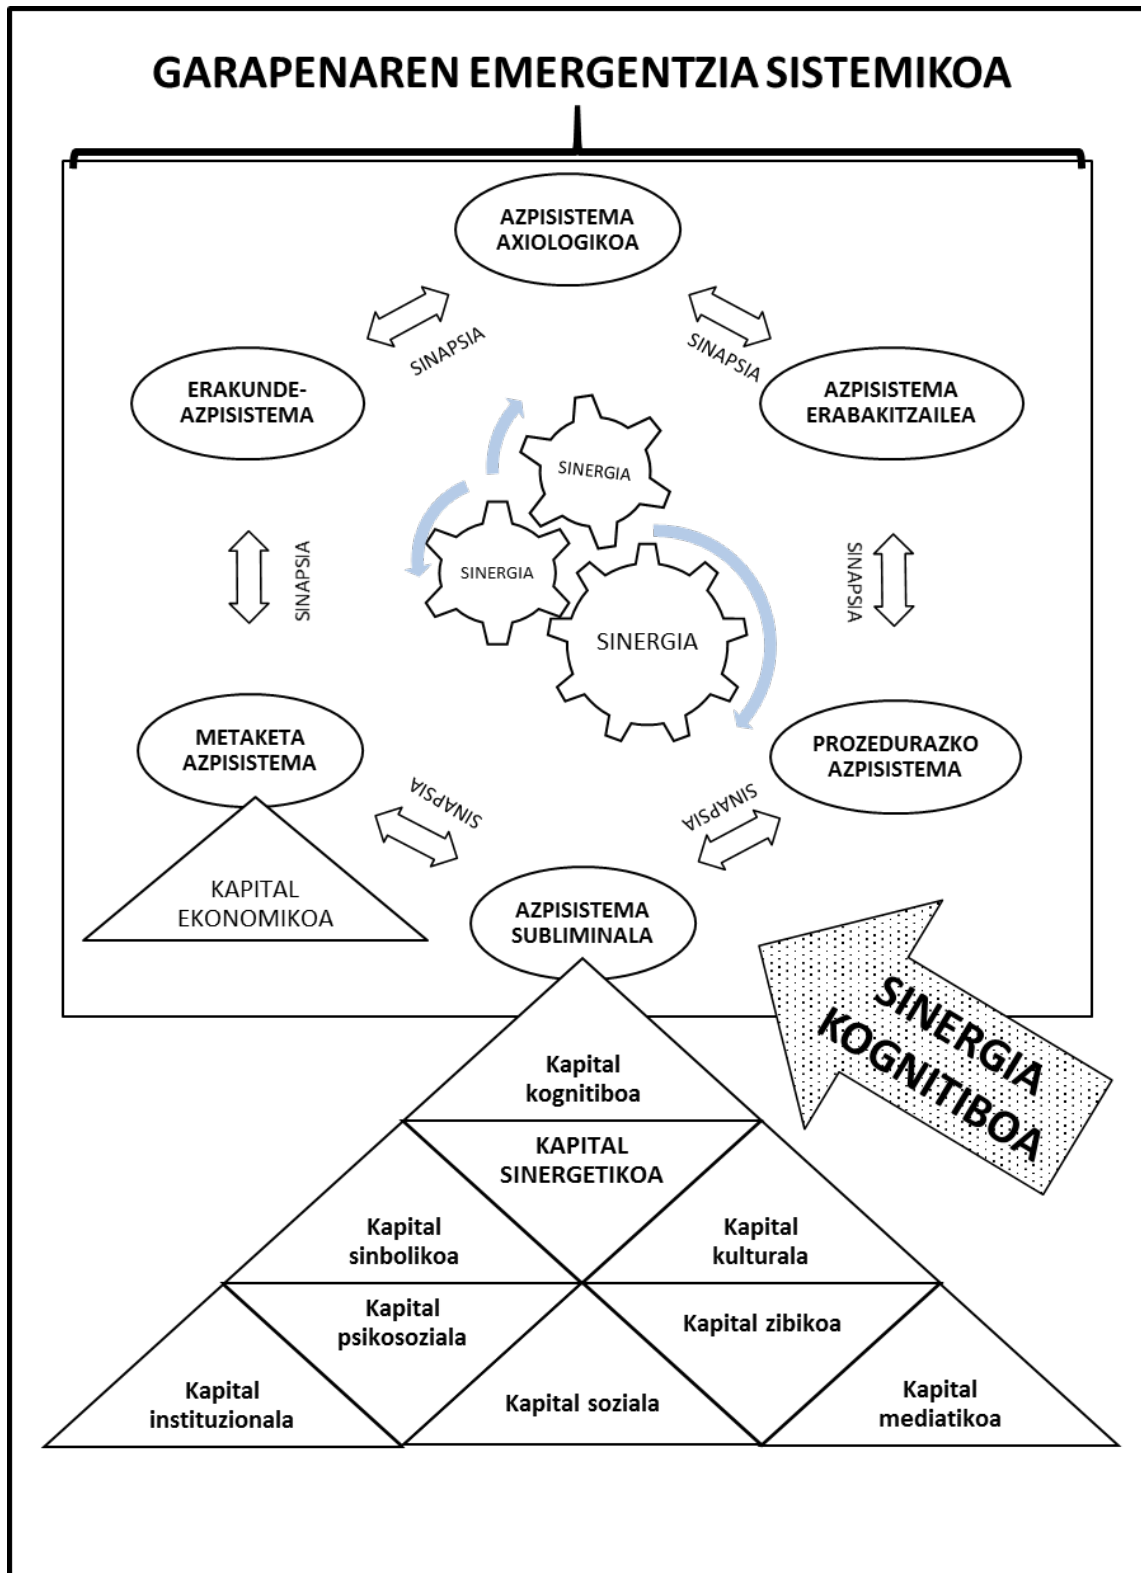 GARAPENAREN EMERGENTZIA SISTEMIKOA
AZPISISTEMA
AXIOLOGIKOA
SINAPSIA
SINAPSIA
ERAKUNDE-
AZPISISTEMA
AZPISISTEMA
ERABAKITZAILEA
SINERGIA
SINERGIA
SINERGIA
SINAPSIA
SINAPSIA
METAKETA
AZPISISTEMA
PROZEDURAZKO
AZPISISTEMA
SINAPSIA
SINAPSIA
KAPITAL
EKONOMIKOA
AZPISISTEMA
SUBLIMINALA
SINERGIA
KOGNITIBOA
Kapital
kognitiboa
KAPITAL
SINERGETIKOA
Kapital
sinbolikoa
Kapital
kulturala
Kapital
psikosoziala
Kapital zibikoa
Kapital
instituzionala
Kapital soziala
Kapital
mediatikoa